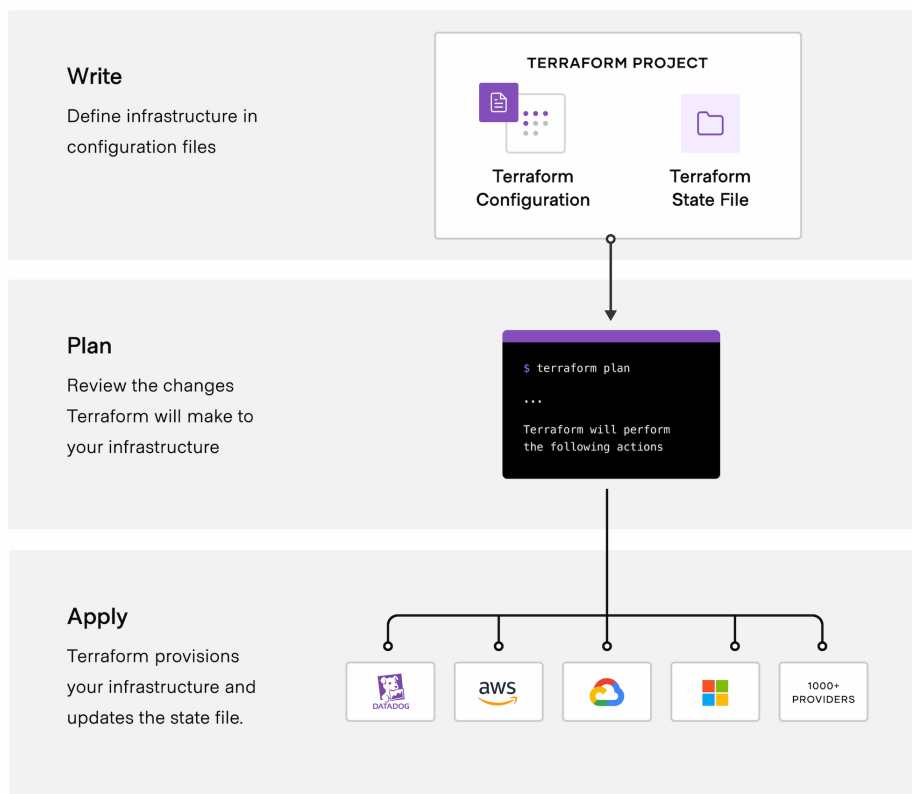 Write
Define infrastructure in
configuration files
TERRAFORM PROJECT
Terraform
Configuration
Terraform
State File
Plan
Review the changes
Terraform will make to
your infrastructure
$ terraform plan
...
Terraform will perform
the following actions
Apply
Terraform provisions
your infrastructure and
updates the state file.
DATADOG
aws
1000+
PROVIDERS